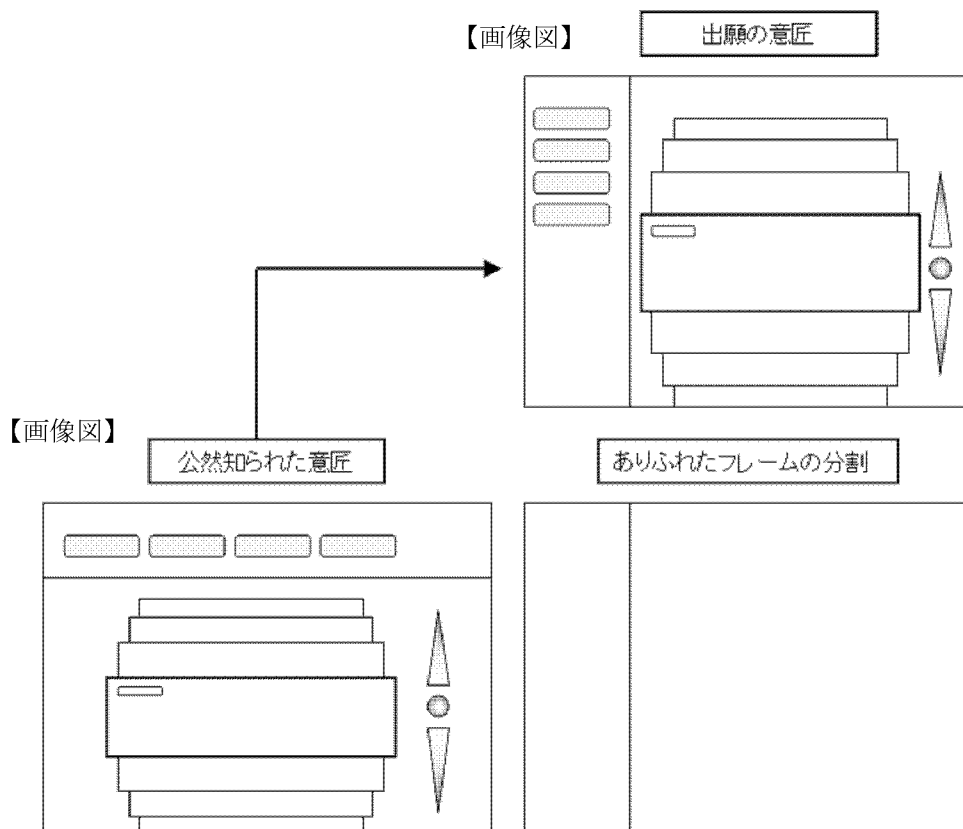 【画像図】
出願の意匠
【画像図】
公然知られた意匠
ありふれたフレームの分割